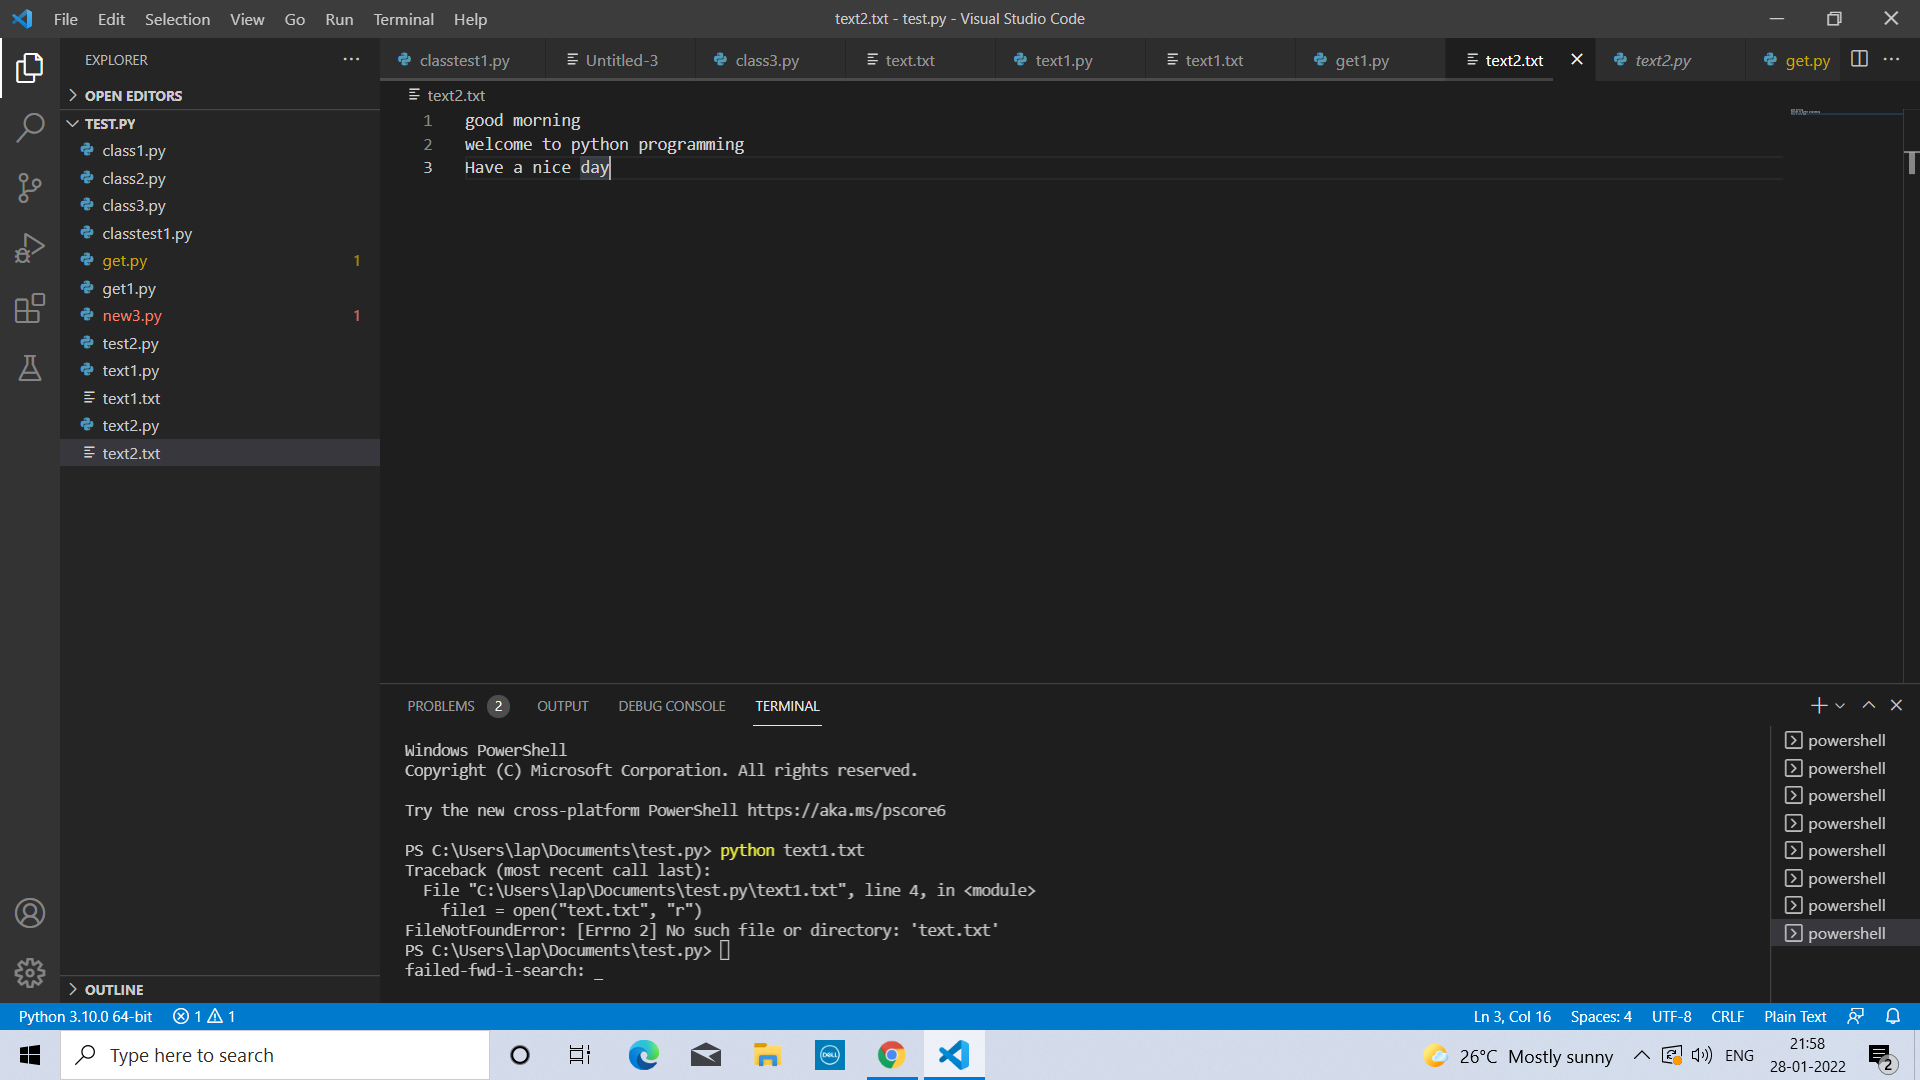 File Edit Selection View Go Run Terminal Help
text2.txt - test.py - Visual Studio Code
EXPLORER
classtest1.py Untitled-3 class3.py text.txt text1.py text1.txt get1.py text2.txt text2.py get.py
OPEN EDITORS
TEST.PY
class1.py
class2.py
class3.py
classtest1.py
get.py 1
get1.py
new3.py 1
test2.py
text1.py
text1.txt
text2.py
text2.txt
OUTLINE
text2.txt
1 good morning
2 welcome to python programming
3 Have a nice day
PROBLEMS 2 OUTPUT DEBUG CONSOLE TERMINAL
Windows PowerShell
Copyright (C) Microsoft Corporation. All rights reserved.
Try the new cross-platform PowerShell https://aka.ms/pscore6
PS C:\Users\lap\Documents\test.py> python text1.txt
Traceback (most recent call last):
File "C:\Users\lap\Documents\test.py\text1.txt", line 4, in <module>
file1 = open("text.txt", "r")
FileNotFoundError: [Errno 2] No such file or directory: 'text.txt'
PS C:\Users\lap\Documents\test.py>
failed-fwd-i-search: _
powershell
powershell
powershell
powershell
powershell
powershell
powershell
powershell
Python 3.10.0 64-bit 1 1
Ln 3, Col 16 Spaces: 4 UTF-8 CRLF Plain Text
Type here to search
DELL
26°C Mostly sunny
ENG
21:58
28-01-2022
2